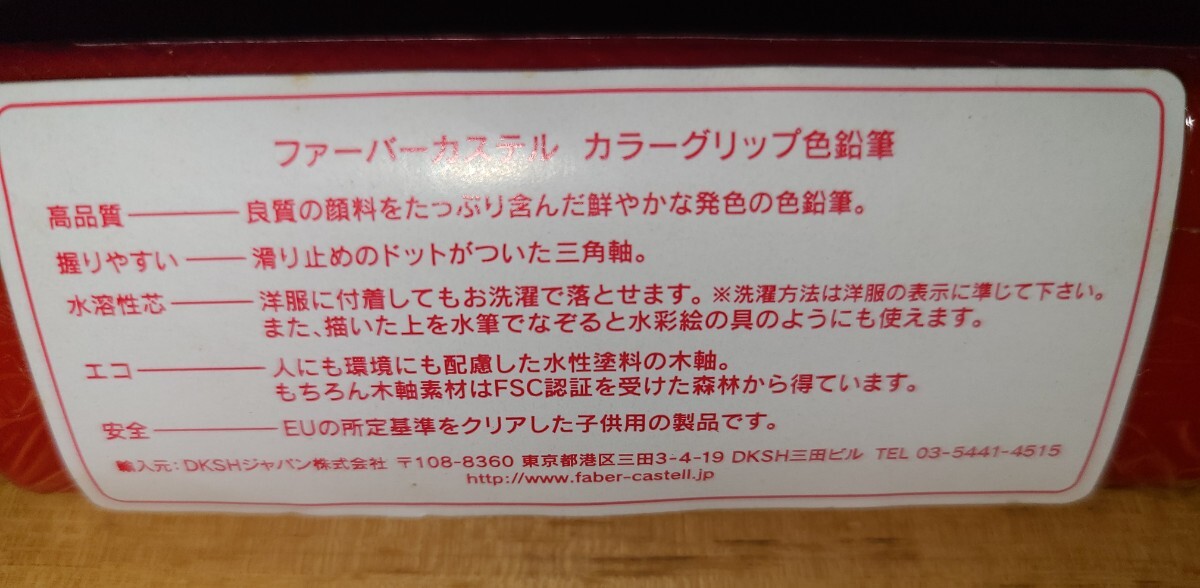 ファーバーカステル カラーグリップ色鉛筆
高品質――良質の顔料をたっぷり含んだ鮮やかな発色の色鉛筆。
握りやすい――滑り止めのドットがついた三角軸。
水溶性芯――洋服に付着してもお洗濯で落とせます。※洗濯方法は洋服の表示に準じて下さい。
また、描いた上を水筆でなぞると水彩絵の具のようにも使えます。
エコ――人にも環境にも配慮した水性塗料の木軸。
もちろん木軸素材はFSC認証を受けた森林から得ています。
安全――EUの所定基準をクリアした子供用の製品です。
輸入元:DKSHジャパン株式会社 〒108-8360 東京都港区三田3-4-19 DKSH三田ビル TEL 03-5441-4515
http://www.faber-castell.jp